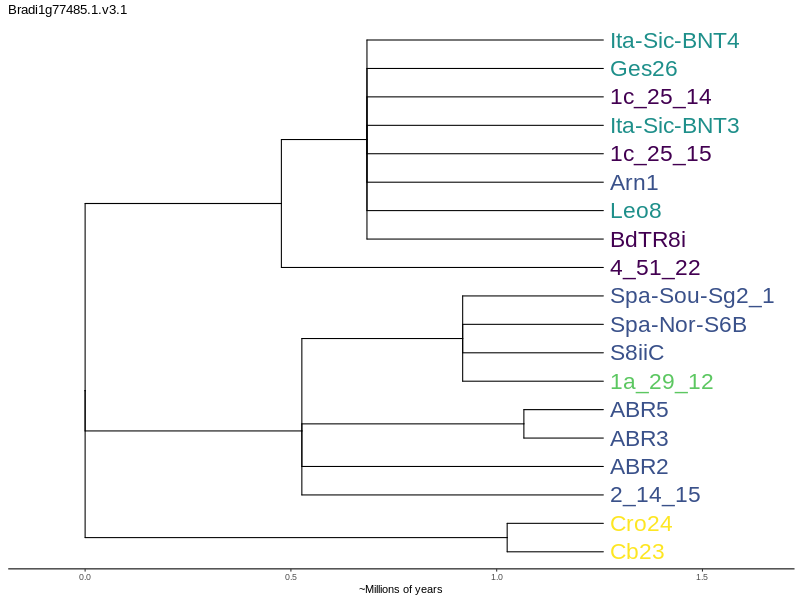 Bradi1g77485.1.v3.1
Ita-Sic-BNT4
Ges26
1c_25_14
Ita-Sic-BNT3
1c_25_15
Arn1
Leo8
BdTR8i
4_51_22
Spa-Sou-Sg2_1
Spa-Nor-S6B
S8iiC
1a_29_12
ABR5
ABR3
ABR2
2_14_15
Cro24
Cb23
0.0 0.5 1.0 1.5
~Millions of years